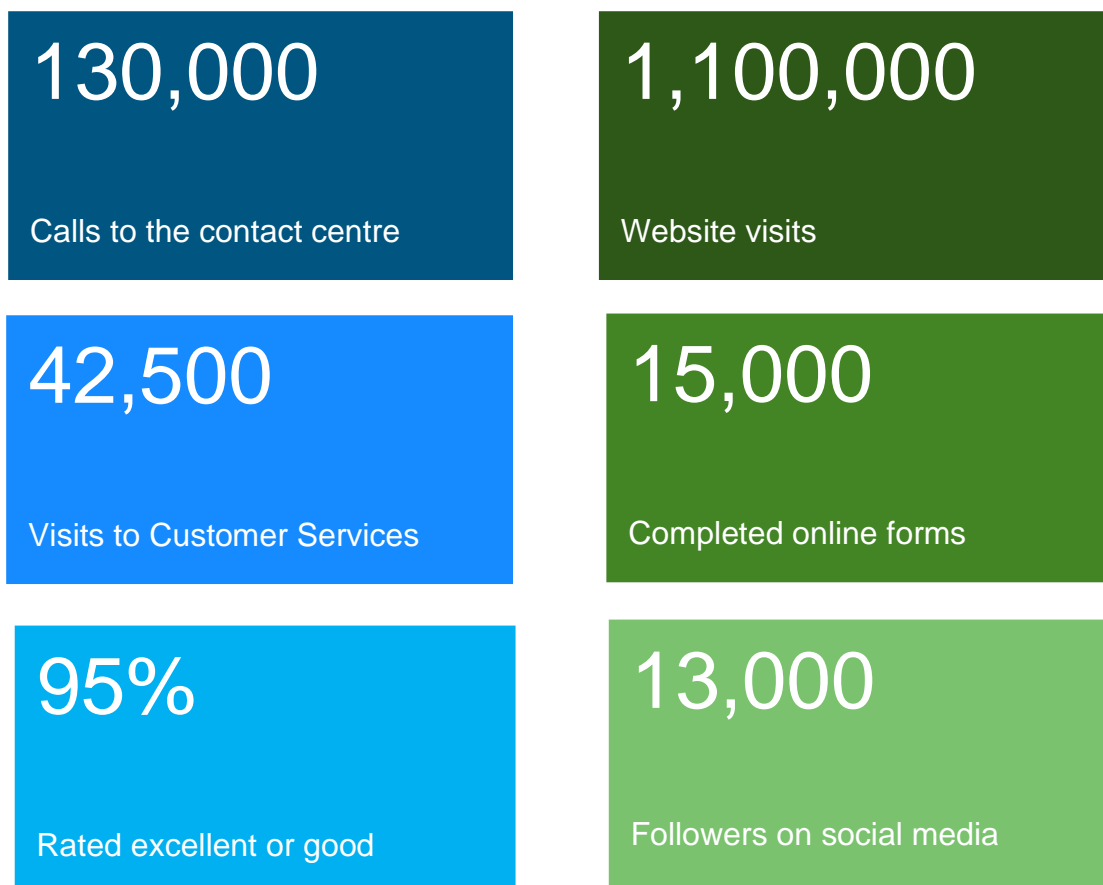 130,000
Calls to the contact centre
1,100,000
Website visits
42,500
Visits to Customer Services
15,000
Completed online forms
95%
Rated excellent or good
13,000
Followers on social media